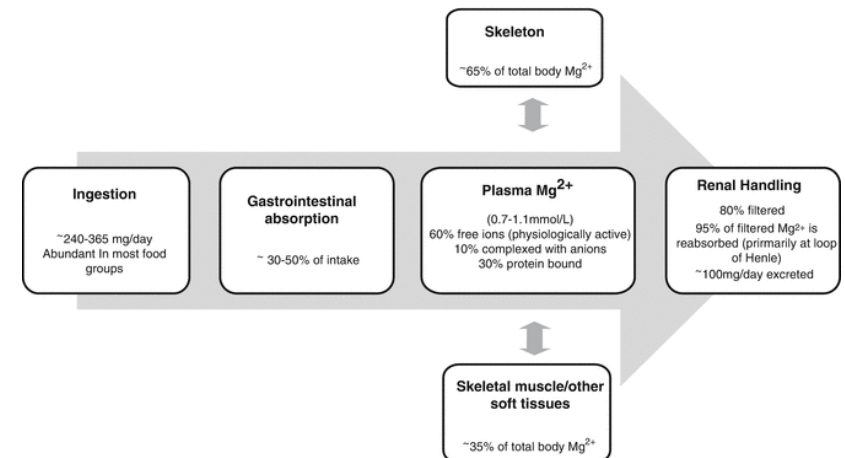 Skeleton
~65% of total body Mg2+
Ingestion
~240-365 mg/day
Abundant In most food
groups
Gastrointestinal
absorption
~ 30-50% of intake
Plasma Mg2+
(0.7-1.1mmol/L)
60% free ions (physiologically active)
10% complexed with anions
30% protein bound
Renal Handling
80% filtered
95% of filtered Mg2+ is
reabsorbed (prirmarily at loop
of Henle)
~100mg/day excreted
Skeletal muscle/other
soft tissues
~35% of total body Mg2+